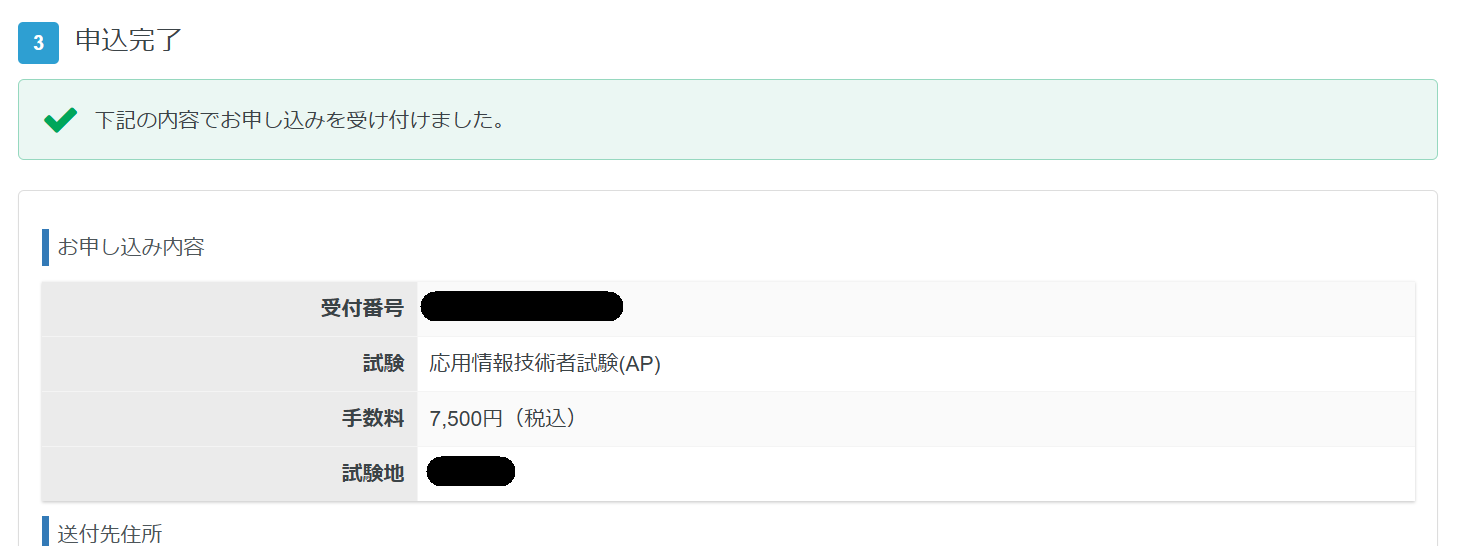 3 申込完了
下記の内容でお申し込みを受け付けました。
お申し込み内容
受付番号
試験 応用情報技術者試験(AP)
手数料 7,500円（税込）
試験地
送付先住所